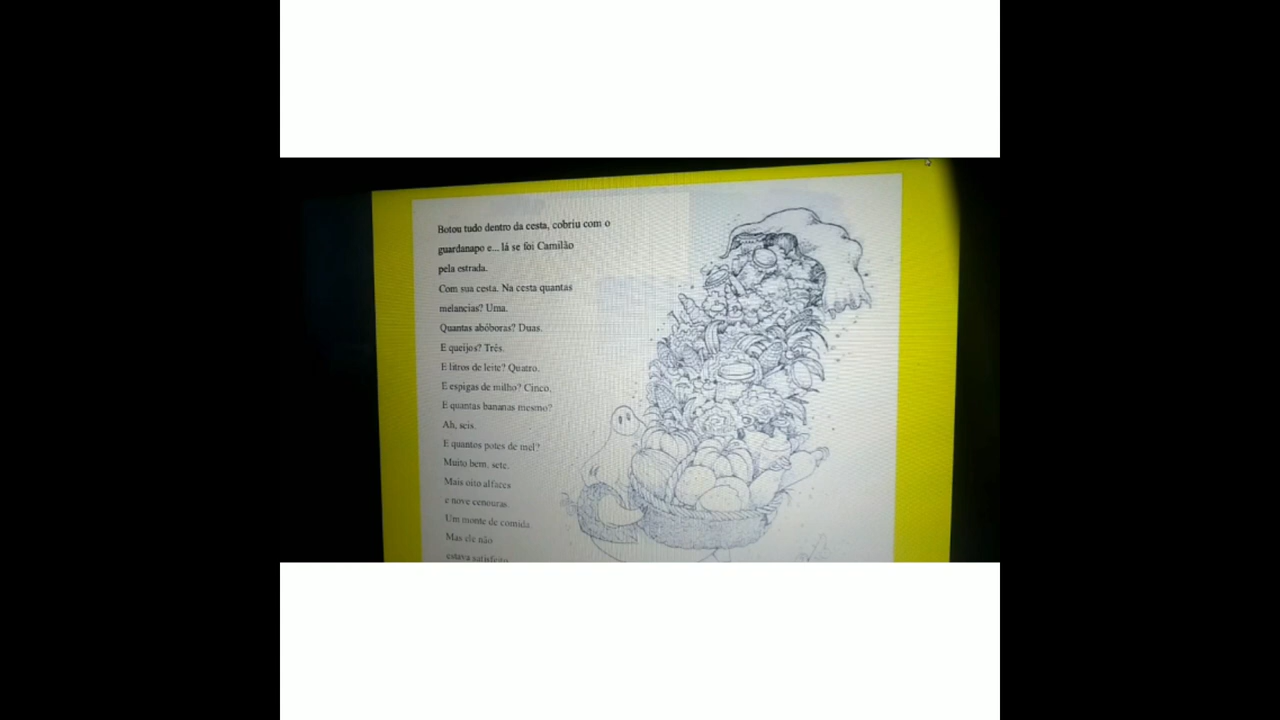 Botou tudo dentro da cesta, cobriu com o
guardanapo e... lá se foi Camilão
pela estrada.
Com sua cesta. Na cesta quantas
melancias? Uma.
Quantas abóboras? Duas.
E queijos? Três.
E litros de leite? Quatro.
E espigas de milho? Cinco.
E quantas bananas mesmo?
Ah, seis.
E quantos potes de mel?
Muito bem, sete.
Mais oito alfaces
e nove cenouras.
Um monte de comida.
Mas ele não
estava satisfeito